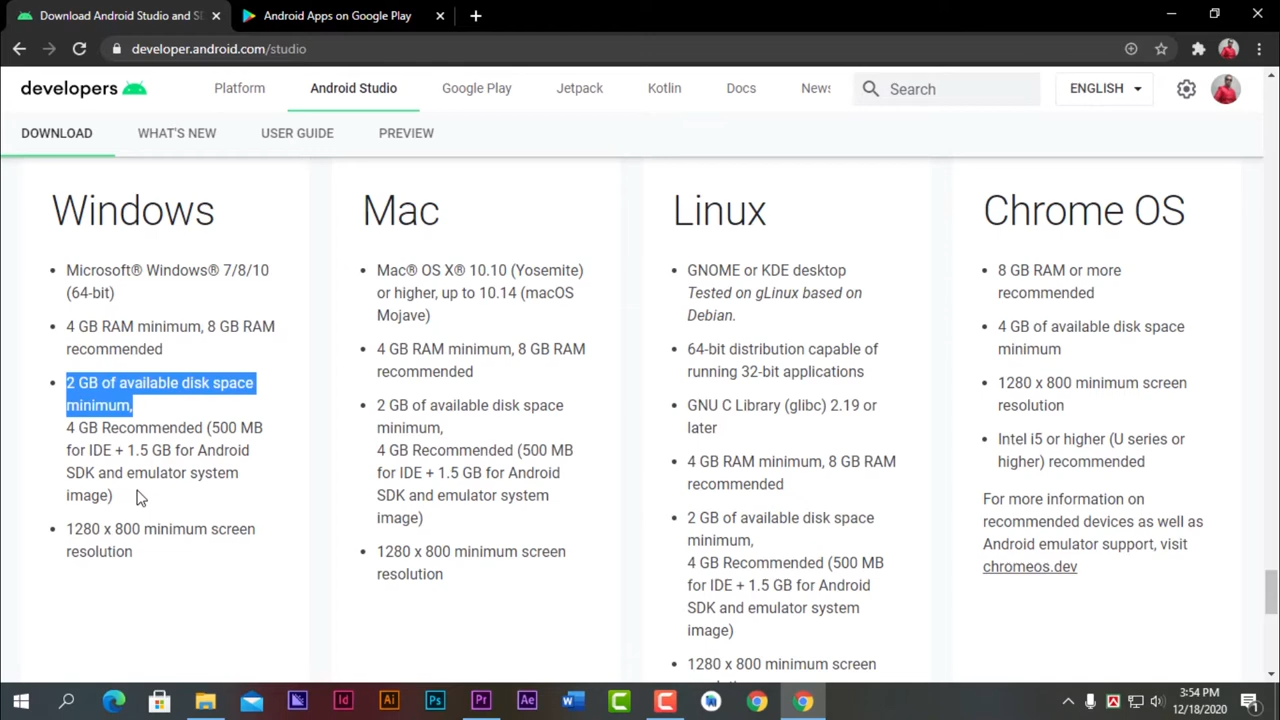 Download Android Studio and S
Android Apps on Google Play
developer.android.com/studio
developers
Platform
Android Studio
Google Play
Jetpack
Kotlin
Docs
News
Search
ENGLISH
DOWNLOAD
WHAT'S NEW
USER GUIDE
PREVIEW
Windows
• Microsoft® Windows® 7/8/10
(64-bit)
• 4 GB RAM minimum, 8 GB RAM
recommended
• 2 GB of available disk space
minimum,
4 GB Recommended (500 MB
for IDE + 1.5 GB for Android
SDK and emulator system
image)
• 1280 x 800 minimum screen
resolution
Mac
• Mac® OS X® 10.10 (Yosemite)
or higher, up to 10.14 (macOS
Mojave)
• 4 GB RAM minimum, 8 GB RAM
recommended
• 2 GB of available disk space
minimum,
4 GB Recommended (500 MB
for IDE + 1.5 GB for Android
SDK and emulator system
image)
• 1280 x 800 minimum screen
resolution
Linux
• GNOME or KDE desktop
Tested on gLinux based on
Debian.
• 64-bit distribution capable of
running 32-bit applications
• GNU C Library (glibc) 2.19 or
later
• 4 GB RAM minimum, 8 GB RAM
recommended
• 2 GB of available disk space
minimum,
4 GB Recommended (500 MB
for IDE + 1.5 GB for Android
SDK and emulator system
image)
• 1280 x 800 minimum screen
Chrome OS
• 8 GB RAM or more
recommended
• 4 GB of available disk space
minimum
• 1280 x 800 minimum screen
resolution
• Intel i5 or higher (U series or
higher) recommended
For more information on
recommended devices as well as
Android emulator support, visit
chromeos.dev
Id
Ai
Ps
Pr
Ae
3:54 PM
12/18/2020